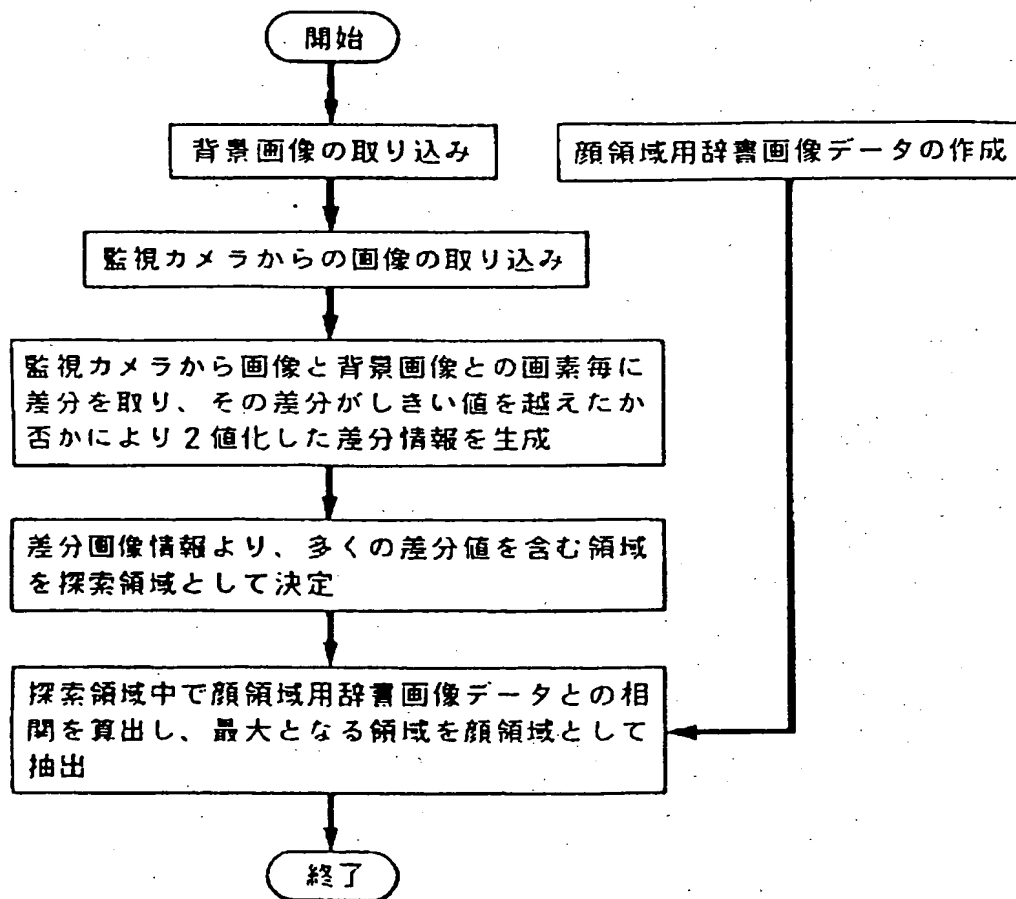 開始
背景画像の取り込み
顔領域用辞書画像データの作成
監視カメラからの画像の取り込み
監視カメラから画像と背景画像との画素毎に
差分を取り、その差分がしきい値を越えたか
否かにより2値化した差分情報を生成
差分画像情報より、多くの差分値を含む領域
を探索領域として決定
探索領域中で顔領域用辞書画像データとの相
関を算出し、最大となる領域を顔領域として
抽出
終了